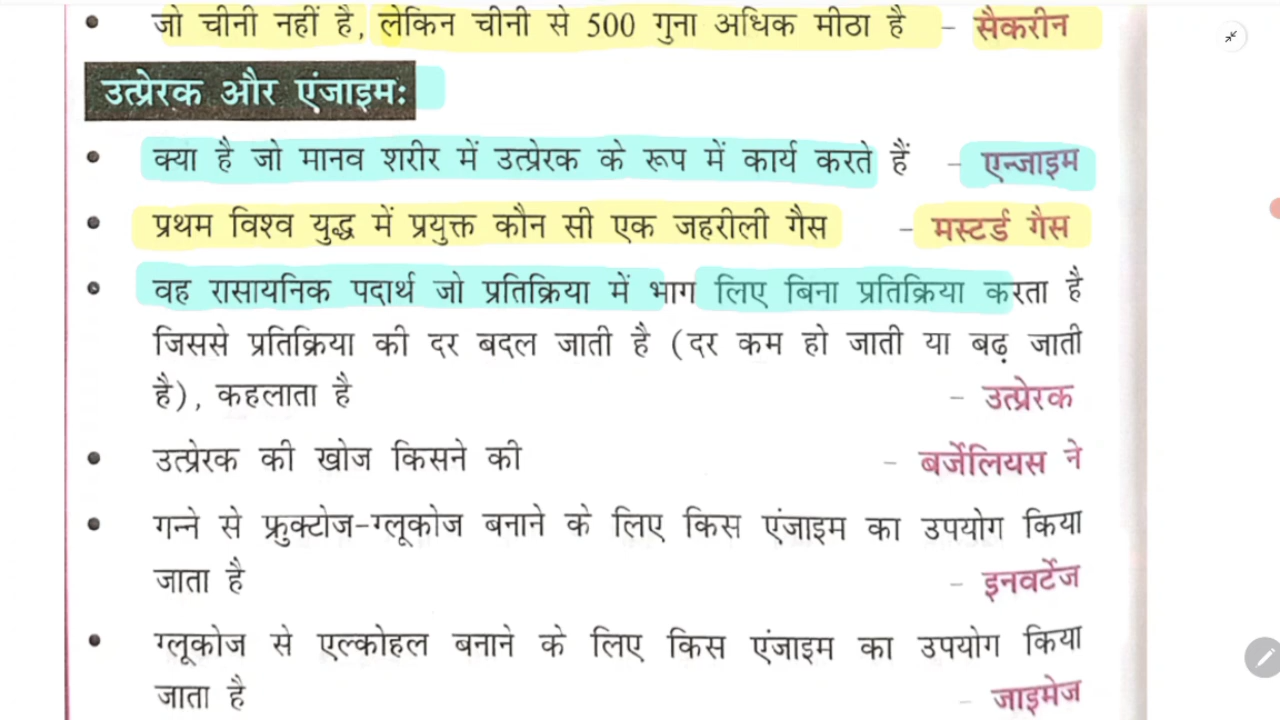 • जो चीनी नहीं है, लेकिन चीनी से 500 गुना अधिक मीठा है – सैकरीन
उत्प्रेरक और एंजाइमः
• क्या है जो मानव शरीर में उत्प्रेरक के रूप में कार्य करते हैं – एन्जाइम
• प्रथम विश्व युद्ध में प्रयुक्त कौन सी एक जहरीली गैस – मस्टर्ड गैस
• वह रासायनिक पदार्थ जो प्रतिक्रिया में भाग लिए बिना प्रतिक्रिया करता है
जिससे प्रतिक्रिया की दर बदल जाती है (दर कम हो जाती या बढ़ जाती
है), कहलाता है – उत्प्रेरक
• उत्प्रेरक की खोज किसने की – बर्जेलियस ने
• गन्ने से फ्रुक्टोज-ग्लूकोज बनाने के लिए किस एंजाइम का उपयोग किया
जाता है – इनवर्टेज
• ग्लूकोज से एल्कोहल बनाने के लिए किस एंजाइम का उपयोग किया
जाता है – जाइमेज